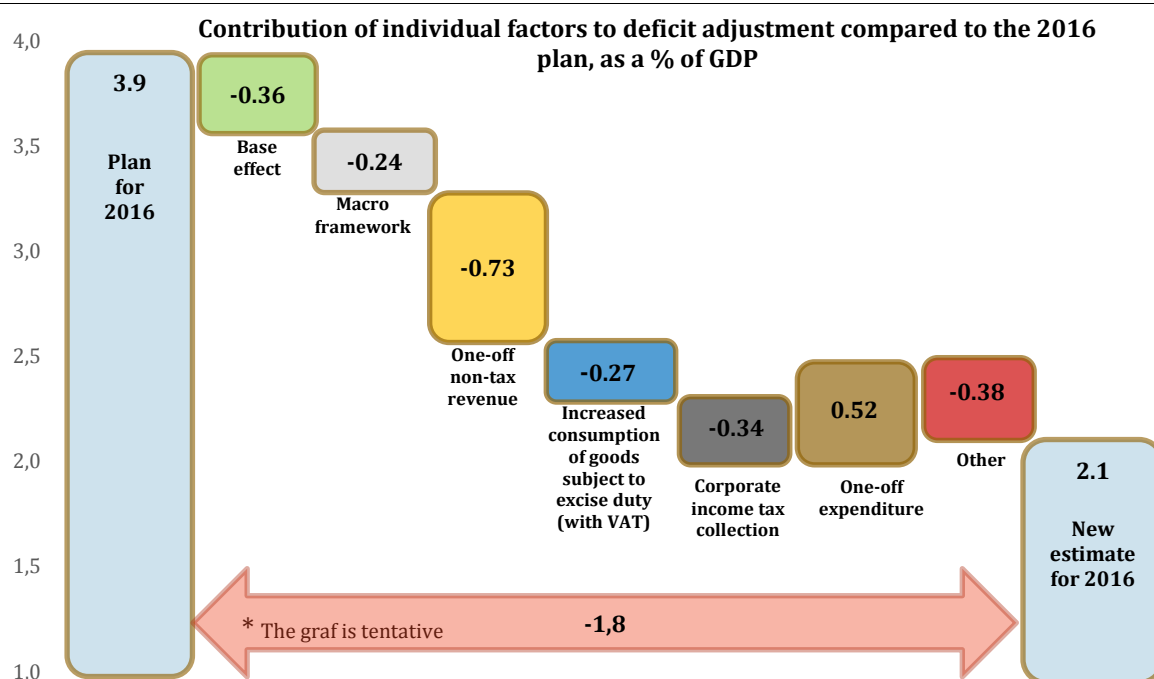 Contribution of individual factors to deficit adjustment compared to the 2016
plan, as a % of GDP
4,0
3,5
3,0
2,5
2,0
1,5
1,0
3.9
Plan
for
2016
-0.36
Base
effect
-0.24
Macro
framework
-0.73
One-off
non-tax
revenue
-0.27
Increased
consumption
of goods
subject to
excise duty
(with VAT)
-0.34
Corporate
income tax
collection
0.52
One-off
expenditure
-0.38
Other
2.1
New
estimate
for 2016
* The graf is tentative
-1,8